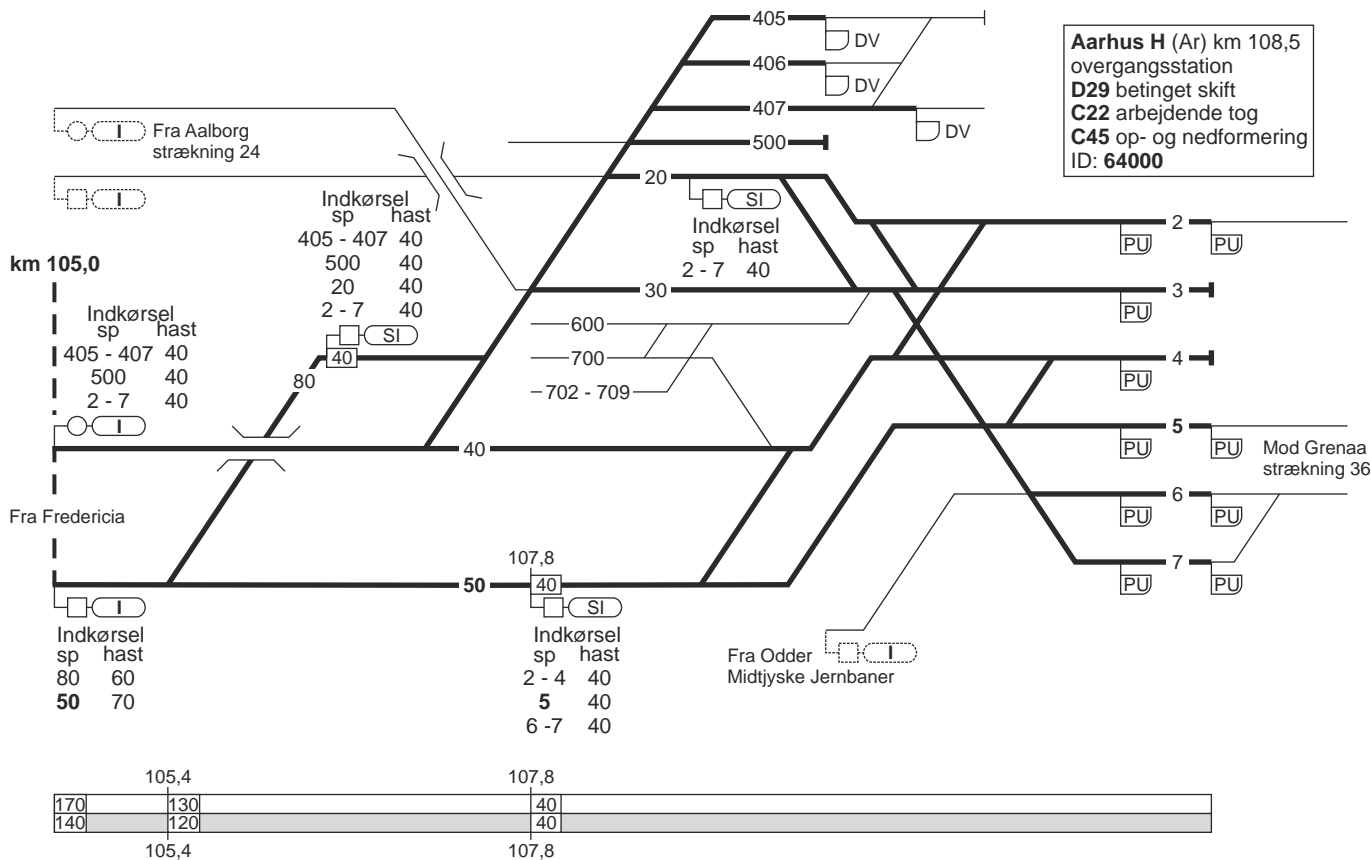 405
DV
406
DV
407
DV
500
Aarhus H (Ar) km 108,5
overgangsstation
D29 betinget skift
C22 arbejdende tog
C45 op- og nedformering
ID: 64000
I
Fra Aalborg
strækning 24
I
20
SI
Indkørsel
sp hast
2 - 7 40
Indkørsel
sp hast
405 - 407 40
500 40
20 40
2 - 7 40
SI
40
80
km 105,0
Indkørsel
sp hast
405 - 407 40
500 40
2 - 7 40
I
30
600
700
702 - 709
40
2
PU
PU
3
PU
4
PU
5
PU
PU
Mod Grenaa
strækning 36
6
PU
PU
7
PU
PU
Fra Fredericia
50
107,8
40
I
Indkørsel
sp hast
80 60
50 70
SI
Indkørsel
sp hast
2 - 4 40
5 40
6 -7 40
Fra Odder
Midtjyske Jernbaner
I
105,4 107,8
170 130 40
140 120 40
105,4 107,8